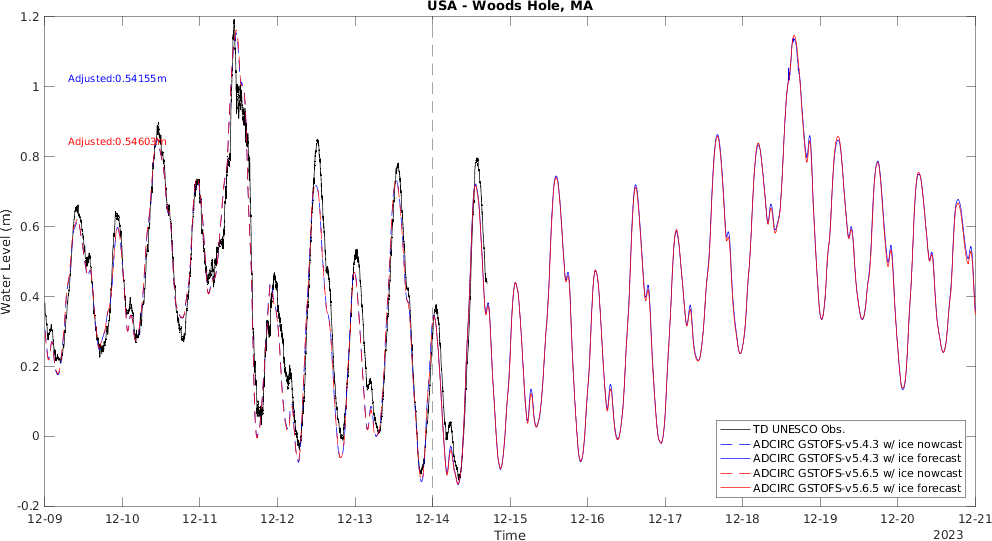 USA - Woods Hole, MA
1.2
1
0.8
0.6
0.4
0.2
0
-0.2
Water Level (m)
Adjusted:0.54155m
Adjusted:0.54603m
TD UNESCO Obs.
ADCIRC GSTOFS-v5.4.3 w/ ice nowcast
ADCIRC GSTOFS-v5.4.3 w/ ice forecast
ADCIRC GSTOFS-v5.6.5 w/ ice nowcast
ADCIRC GSTOFS-v5.6.5 w/ ice forecast
12-09 12-10 12-11 12-12 12-13 12-14 12-15 12-16 12-17 12-18 12-19 12-20 12-21
Time
2023